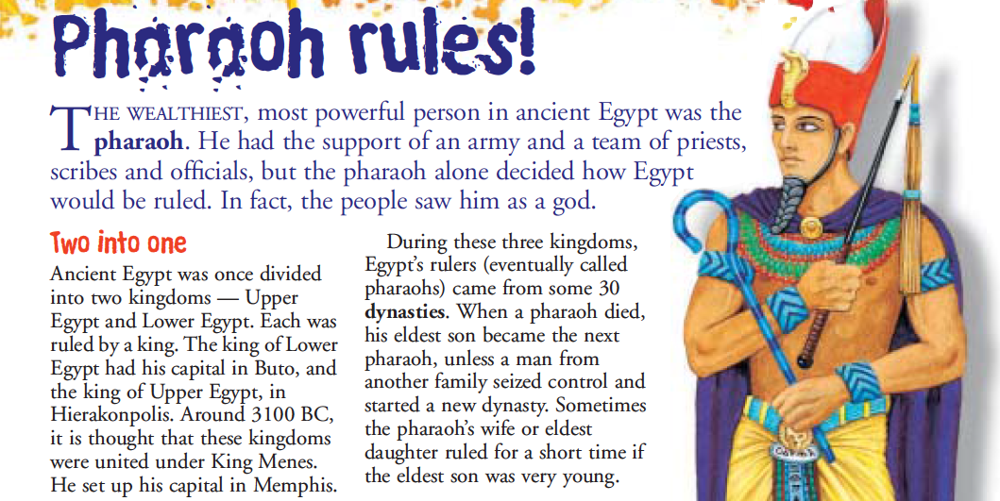 Pharaoh rules!
THE WEALTHIEST, most powerful person in ancient Egypt was the
pharaoh. He had the support of an army and a team of priests,
scribes and officials, but the pharaoh alone decided how Egypt
would be ruled. In fact, the people saw him as a god.
Two into one
Ancient Egypt was once divided
into two kingdoms — Upper
Egypt and Lower Egypt. Each was
ruled by a king. The king of Lower
Egypt had his capital in Buto, and
the king of Upper Egypt, in
Hierakonpolis. Around 3100 BC,
it is thought that these kingdoms
were united under King Menes.
He set up his capital in Memphis.
During these three kingdoms,
Egypt’s rulers (eventually called
pharaohs) came from some 30
dynasties. When a pharaoh died,
his eldest son became the next
pharaoh, unless a man from
another family seized control and
started a new dynasty. Sometimes
the pharaoh’s wife or eldest
daughter ruled for a short time if
the eldest son was very young.